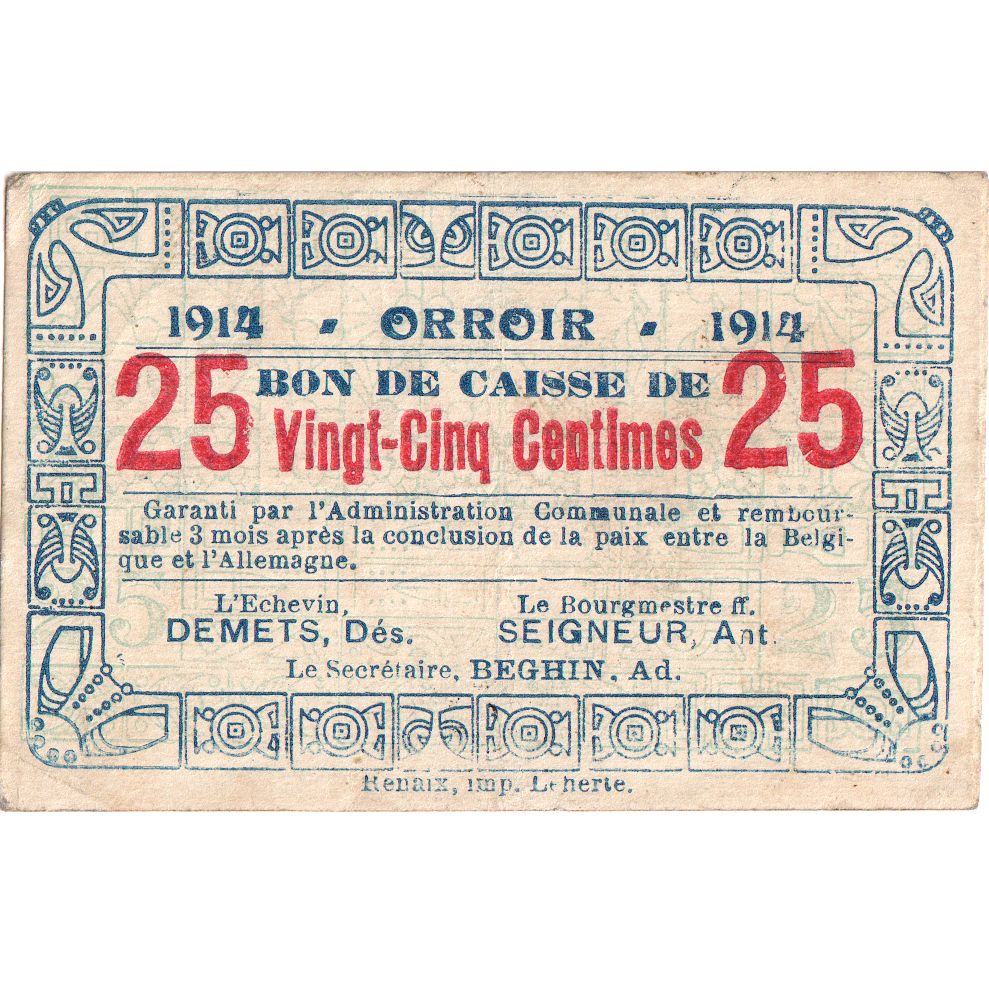 1914 - ORROIR - 1914
25 BON DE CAISSE DE 25
Vingt-Cinq Centimes
Garanti par l'Administration Communale et rembour-
sable 3 mois après la conclusion de la paix entre la Belgi-
que et l'Allemagne.
L'Echevin, Le Bourgmestre ff.
DEMETS, Dés. SEIGNEUR, Ant.
Le Secrétaire, BEGHIN, Ad.
Renaix, imp. Leherte.